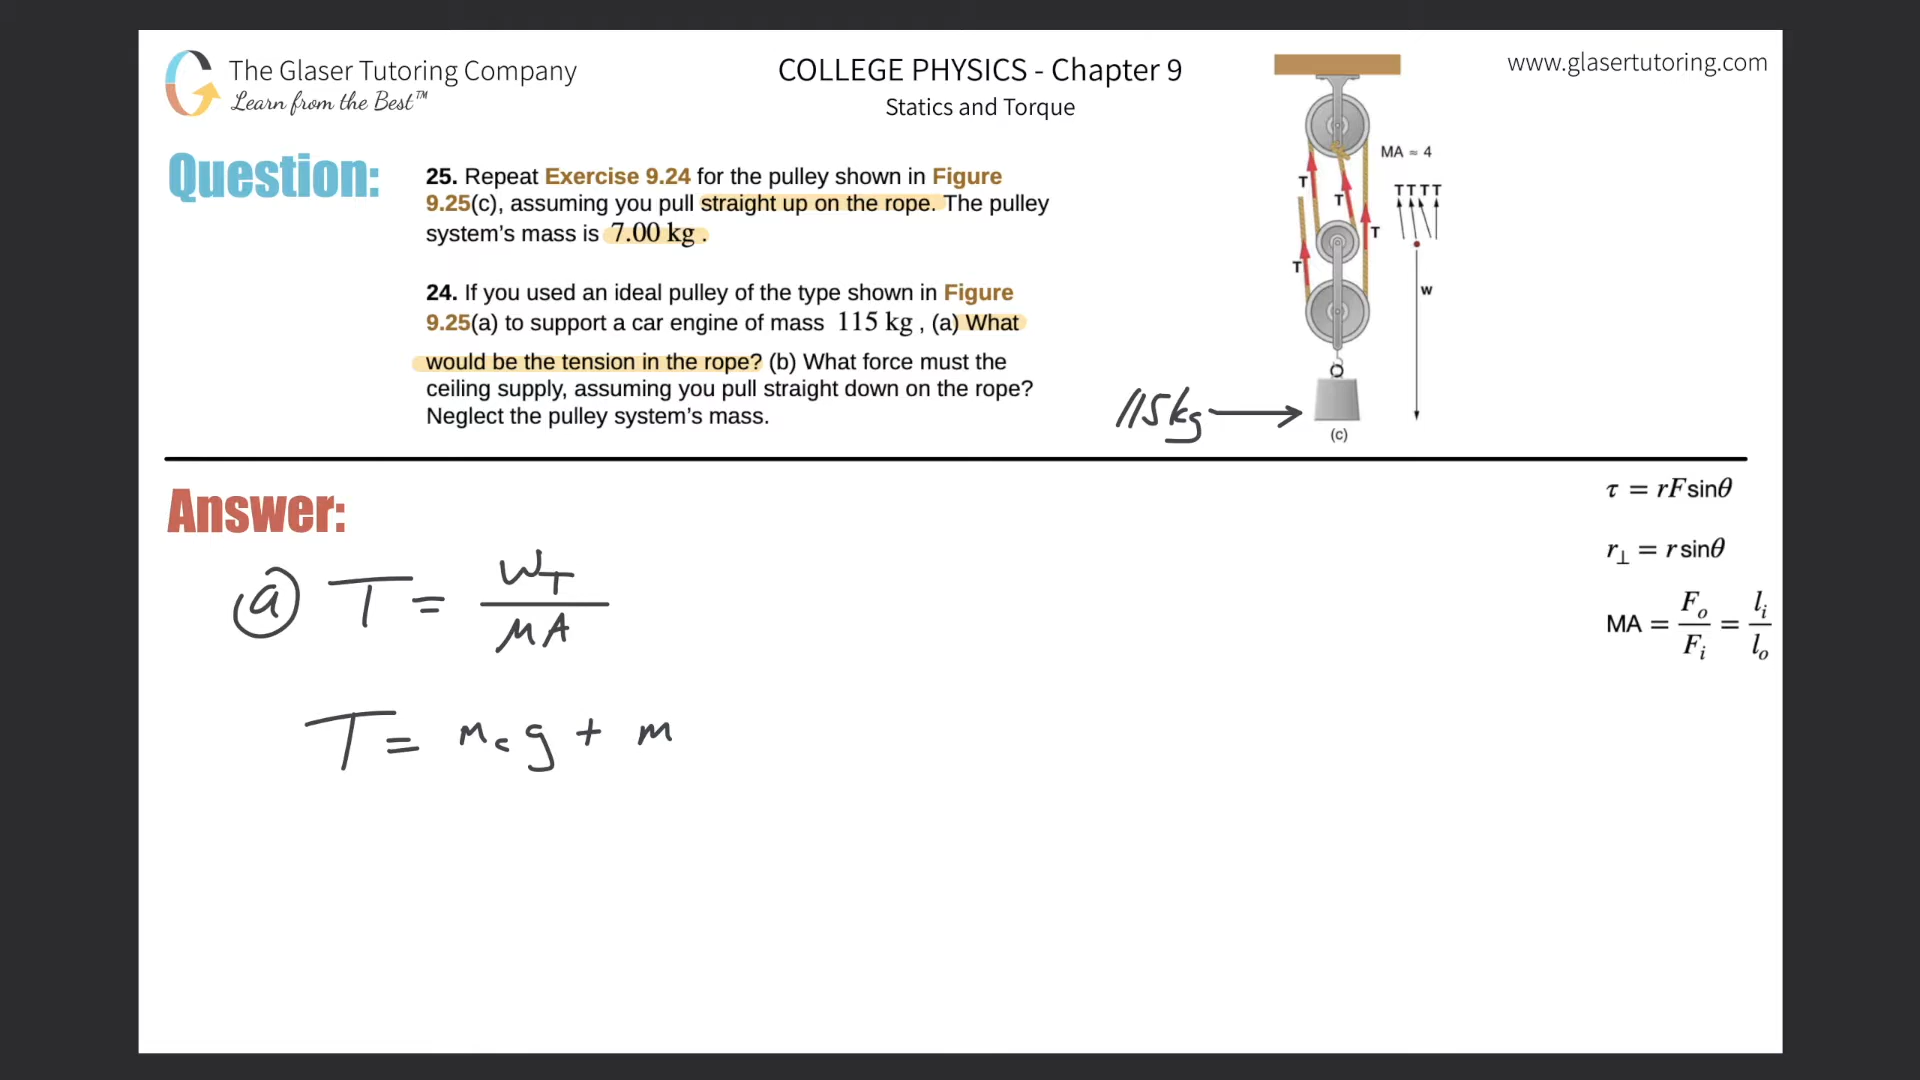 The Glaser Tutoring Company
Learn from the Best™
COLLEGE PHYSICS - Chapter 9
Statics and Torque
www.glasertutoring.com
Question:
25. Repeat Exercise 9.24 for the pulley shown in Figure
9.25(c), assuming you pull straight up on the rope. The pulley
system's mass is 7.00 kg .
24. If you used an ideal pulley of the type shown in Figure
9.25(a) to support a car engine of mass 115 kg , (a) What
would be the tension in the rope? (b) What force must the
ceiling supply, assuming you pull straight down on the rope?
Neglect the pulley system's mass.
MA ≈ 4
T T T T
T
T
T
T
w
115kg
(c)
Answer:
τ = rF sinθ
r⊥ = r sinθ
MA = F_o / F_i = l_i / l_o
(a) T = W_T / MA
T = m_c g + m